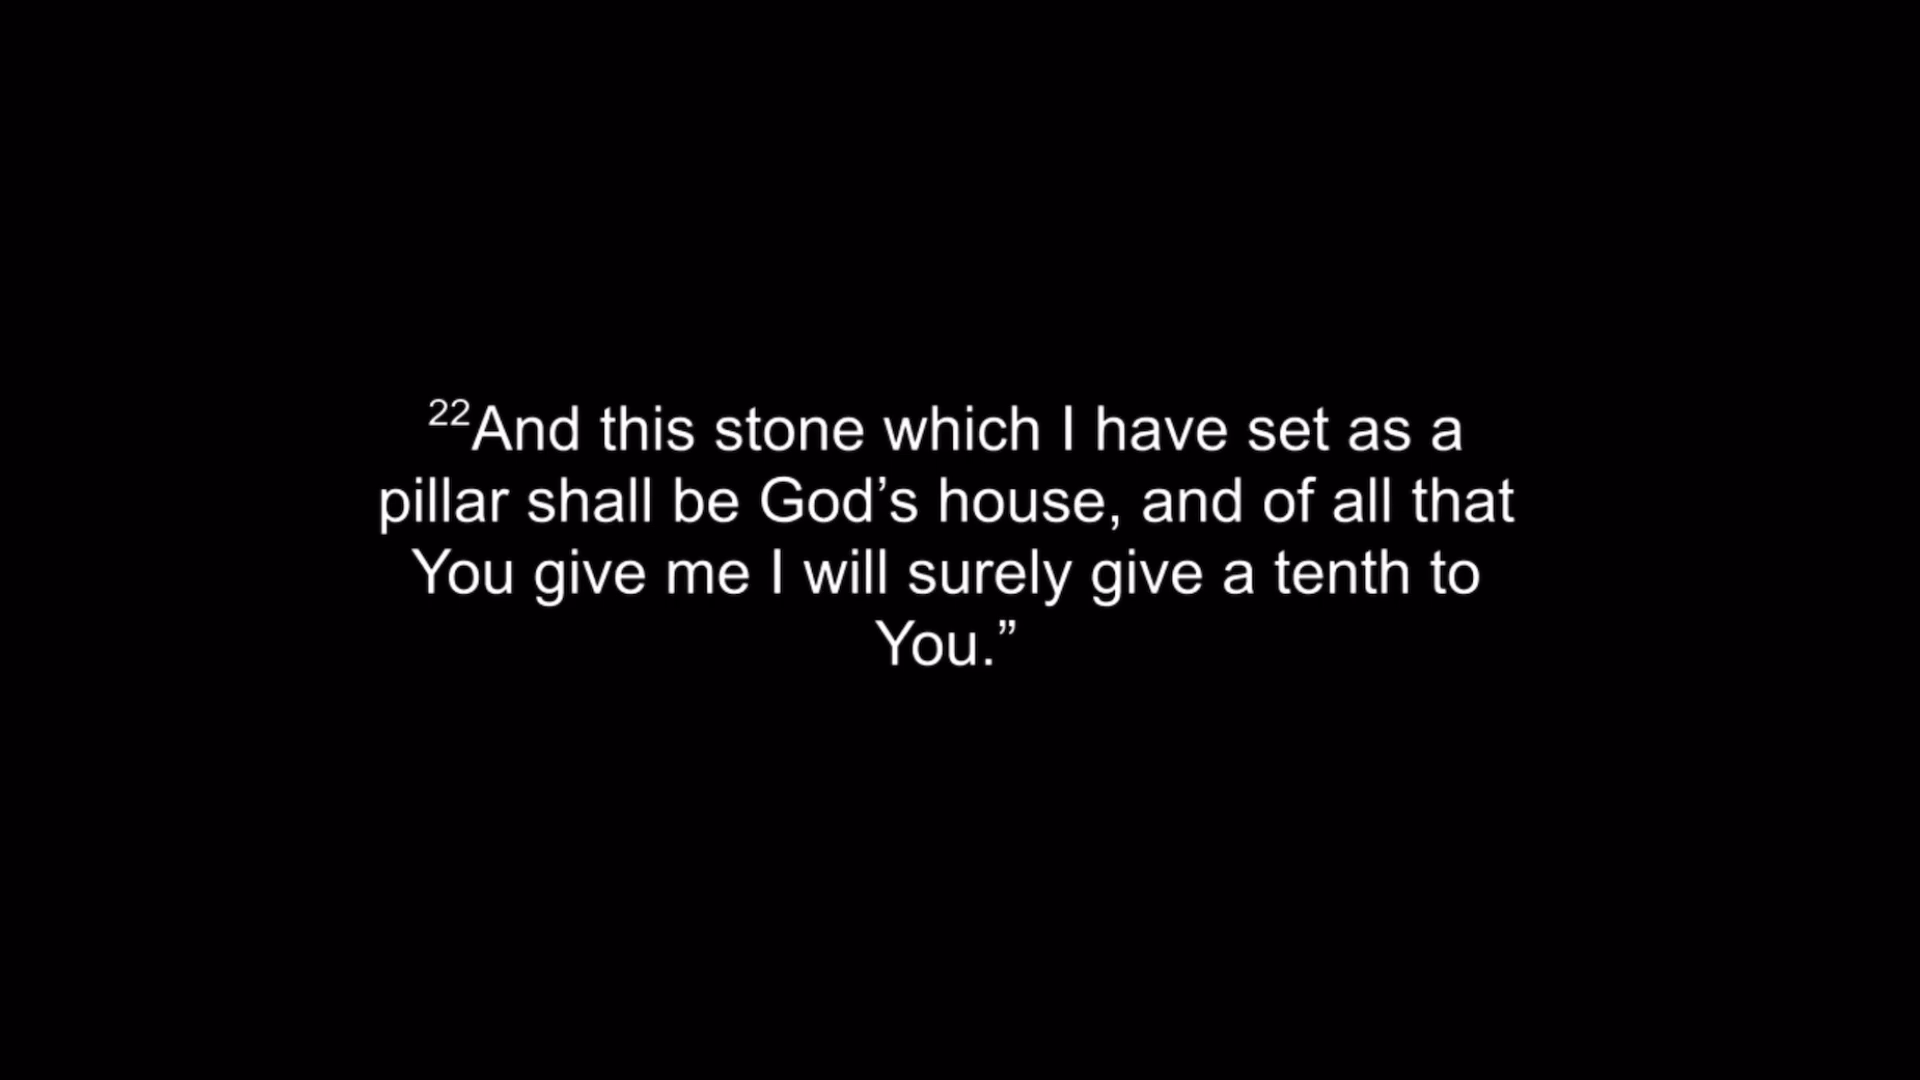 ²²And this stone which I have set as a
pillar shall be God’s house, and of all that
You give me I will surely give a tenth to
You.”